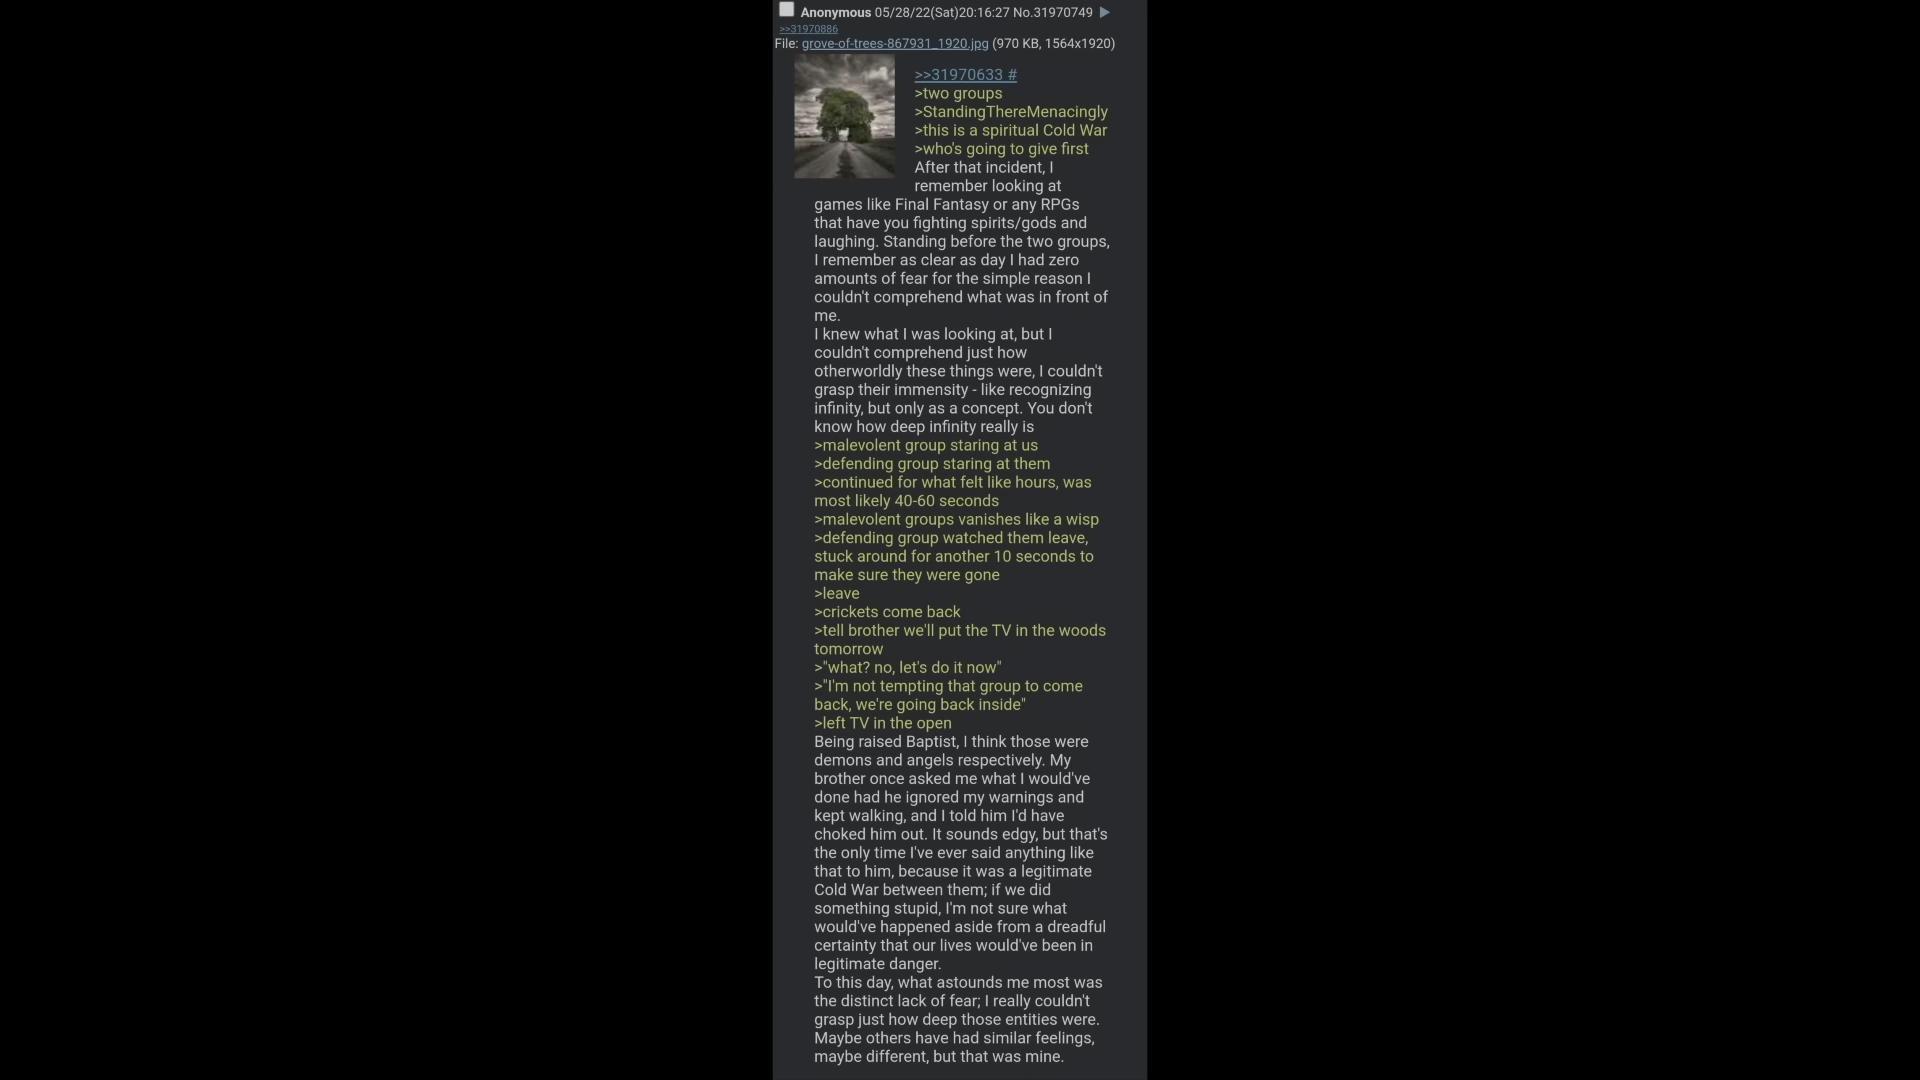 Anonymous 05/28/22(Sat)20:16:27 No.31970749 ▶
>>31970886
File: grove-of-trees-867931_1920.jpg (970 KB, 1564x1920)
>>31970633 #
>two groups
>StandingThereMenacingly
>this is a spiritual Cold War
>who's going to give first
After that incident, I
remember looking at
games like Final Fantasy or any RPGs
that have you fighting spirits/gods and
laughing. Standing before the two groups,
I remember as clear as day I had zero
amounts of fear for the simple reason I
couldn't comprehend what was in front of
me.
I knew what I was looking at, but I
couldn't comprehend just how
otherworldly these things were, I couldn't
grasp their immensity - like recognizing
infinity, but only as a concept. You don't
know how deep infinity really is
>malevolent group staring at us
>defending group staring at them
>continued for what felt like hours, was
most likely 40-60 seconds
>malevolent groups vanishes like a wisp
>defending group watched them leave,
stuck around for another 10 seconds to
make sure they were gone
>leave
>crickets come back
>tell brother we'll put the TV in the woods
tomorrow
>"what? no, let's do it now"
>"I'm not tempting that group to come
back, we're going back inside"
>left TV in the open
Being raised Baptist, I think those were
demons and angels respectively. My
brother once asked me what I would've
done had he ignored my warnings and
kept walking, and I told him I'd have
choked him out. It sounds edgy, but that's
the only time I've ever said anything like
that to him, because it was a legitimate
Cold War between them; if we did
something stupid, I'm not sure what
would've happened aside from a dreadful
certainty that our lives would've been in
legitimate danger.
To this day, what astounds me most was
the distinct lack of fear; I really couldn't
grasp just how deep those entities were.
Maybe others have had similar feelings,
maybe different, but that was mine.